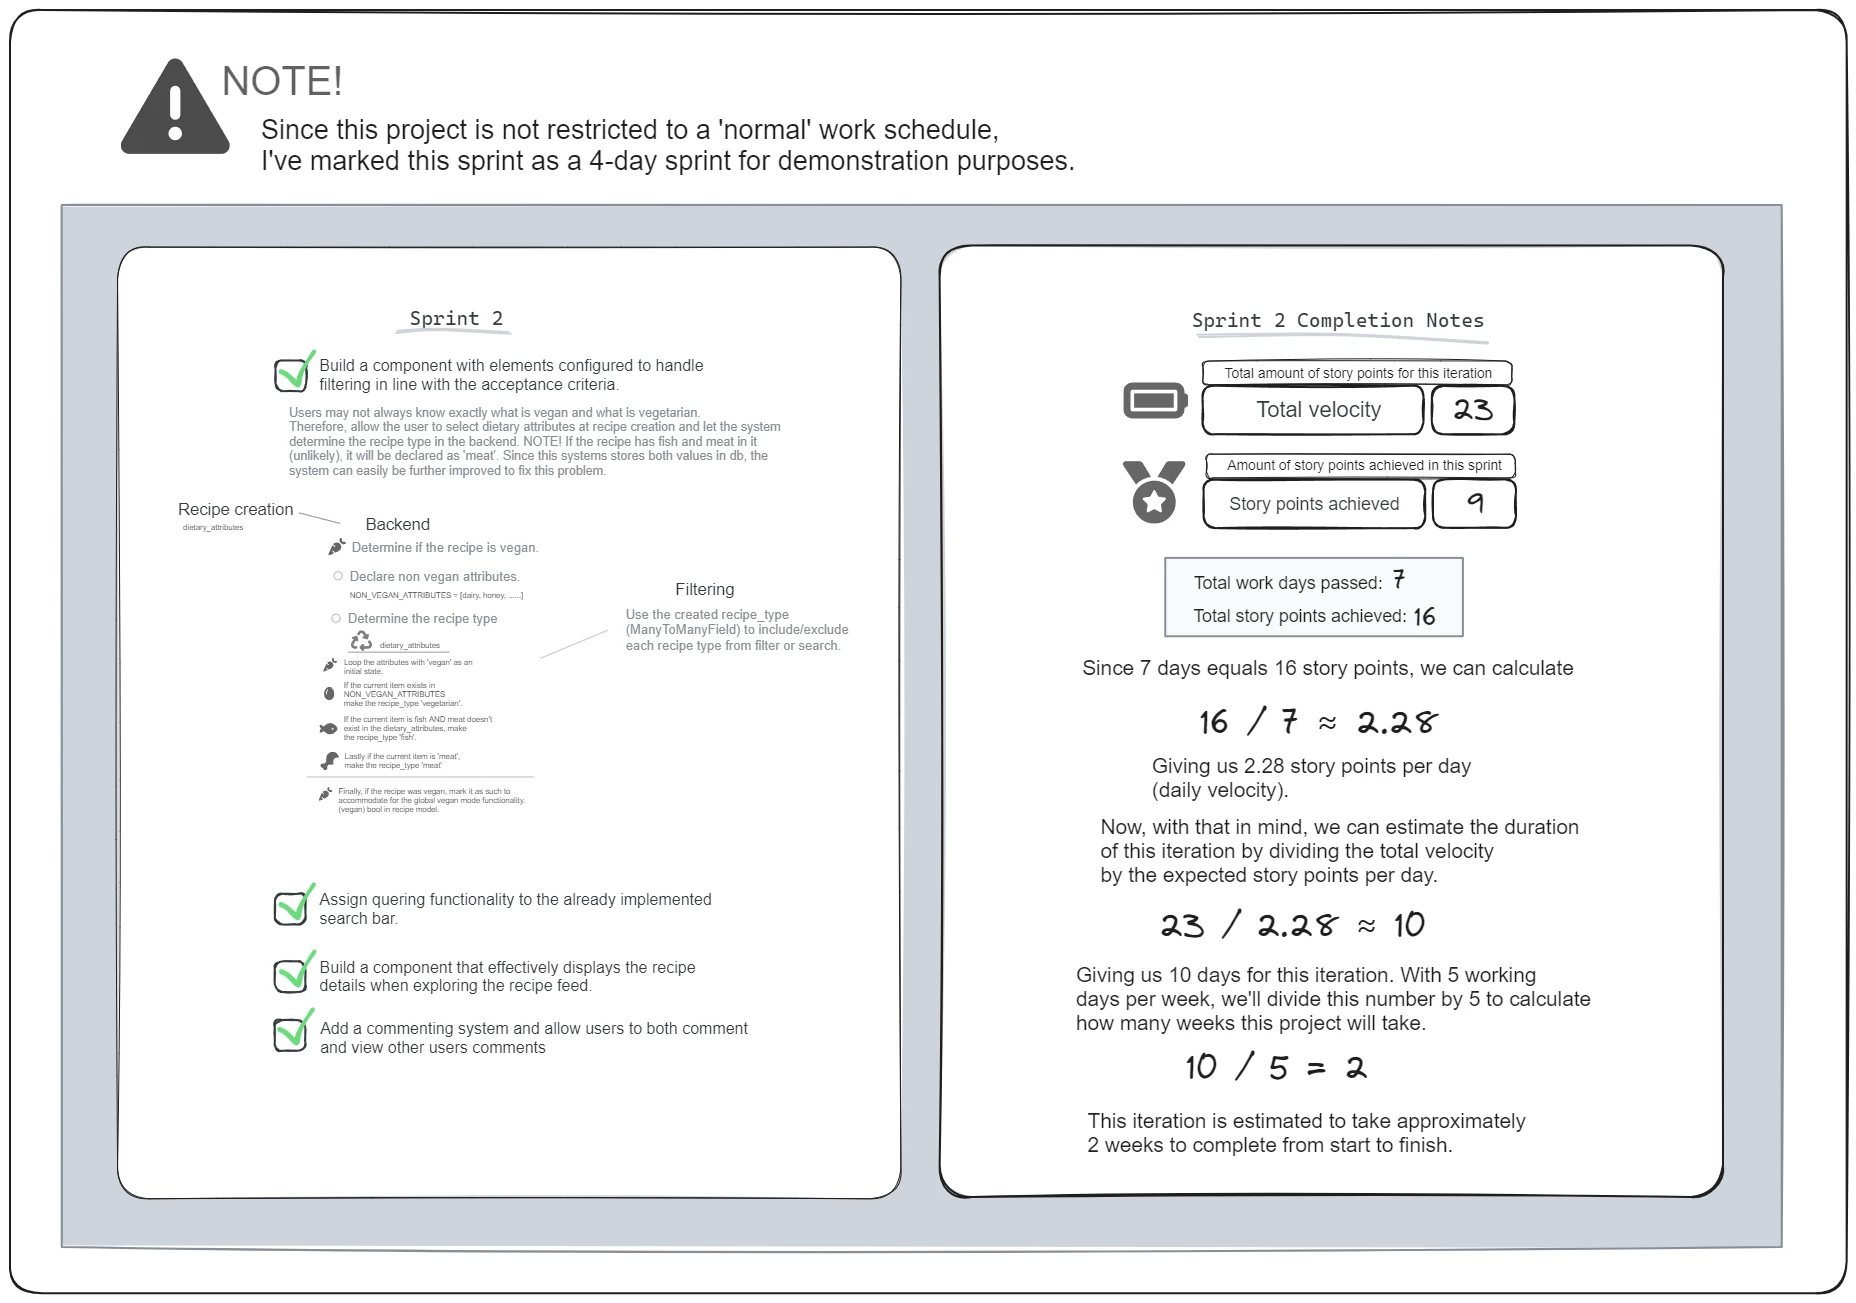 NOTE!
Since this project is not restricted to a 'normal' work schedule,
I've marked this sprint as a 4-day sprint for demonstration purposes.
Sprint 2
Build a component with elements configured to handle
filtering in line with the acceptance criteria.
Users may not always know exactly what is vegan and what is vegetarian.
Therefore, allow the user to select dietary attributes at recipe creation and let the system
determine the recipe type in the backend. NOTE! If the recipe has fish and meat in it
(unlikely), it will be declared as 'meat'. Since this systems stores both values in db, the
system can easily be further improved to fix this problem.
Recipe creation
dietary_attributes
Backend
Determine if the recipe is vegan.
Declare non vegan attributes.
NON_VEGAN_ATTRIBUTES = [dairy, honey, ......]
Determine the recipe type
dietary_attributes
Loop the attributes with 'vegan' as an
initial state.
If the current item exists in
NON_VEGAN_ATTRIBUTES
make the recipe_type 'vegetarian'.
If the current item is fish AND meat doesn't
exist in the dietary_attributes, make
the recipe_type 'fish'.
Lastly if the current item is 'meat',
make the recipe_type 'meat'
Finally, if the recipe was vegan, mark it as such to
accommodate for the global vegan mode functionality.
(vegan) bool in recipe model.
Filtering
Use the created recipe_type
(ManyToManyField) to include/exclude
each recipe type from filter or search.
Assign quering functionality to the already implemented
search bar.
Build a component that effectively displays the recipe
details when exploring the recipe feed.
Add a commenting system and allow users to both comment
and view other users comments
Sprint 2 Completion Notes
Total amount of story points for this iteration
Total velocity 23
Amount of story points achieved in this sprint
Story points achieved 9
Total work days passed: 7
Total story points achieved: 16
Since 7 days equals 16 story points, we can calculate
16 / 7 ≈ 2.28
Giving us 2.28 story points per day
(daily velocity).
Now, with that in mind, we can estimate the duration
of this iteration by dividing the total velocity
by the expected story points per day.
23 / 2.28 ≈ 10
Giving us 10 days for this iteration. With 5 working
days per week, we'll divide this number by 5 to calculate
how many weeks this project will take.
10 / 5 = 2
This iteration is estimated to take approximately
2 weeks to complete from start to finish.